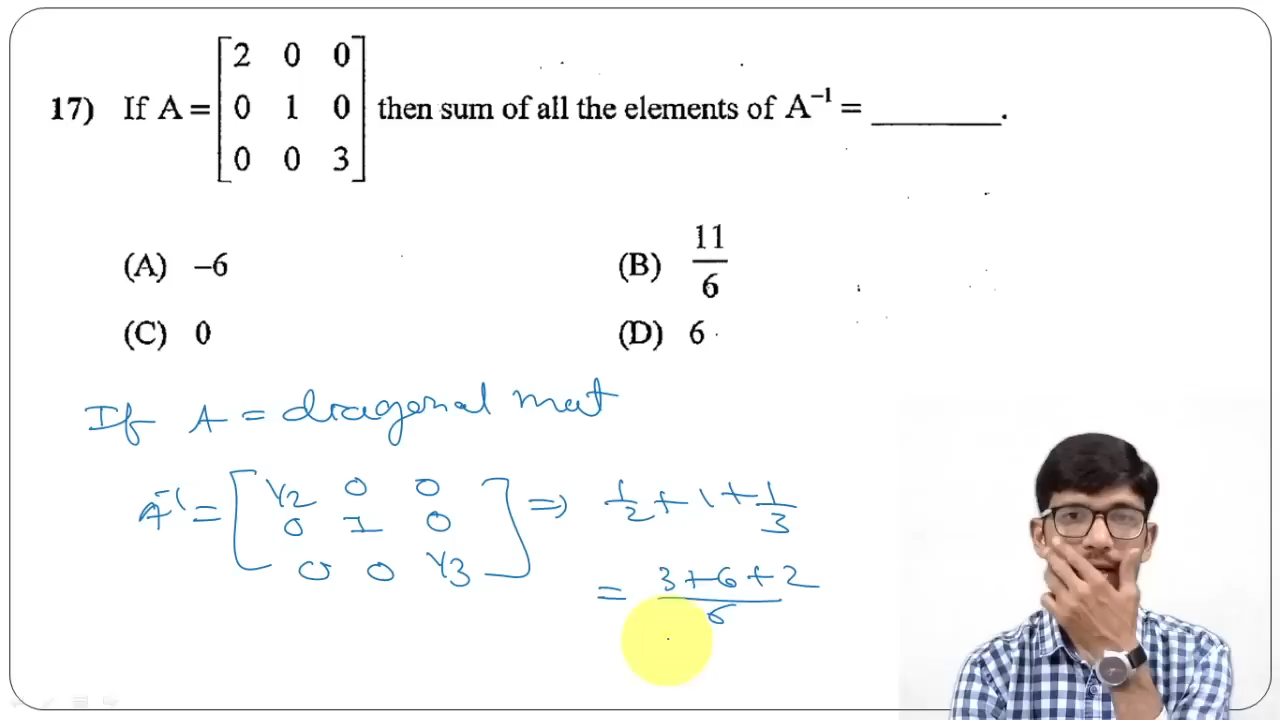 17) If A = [2 0 0
0 1 0
0 0 3] then sum of all the elements of A⁻¹ = ________.
(A) –6 (B) 11/6
(C) 0 (D) 6
If A = diagonal mat
A⁻¹ = [1/2 0 0
0 1 0
0 0 1/3] ⇒ 1/2 + 1 + 1/3
= (3+6+2)/6